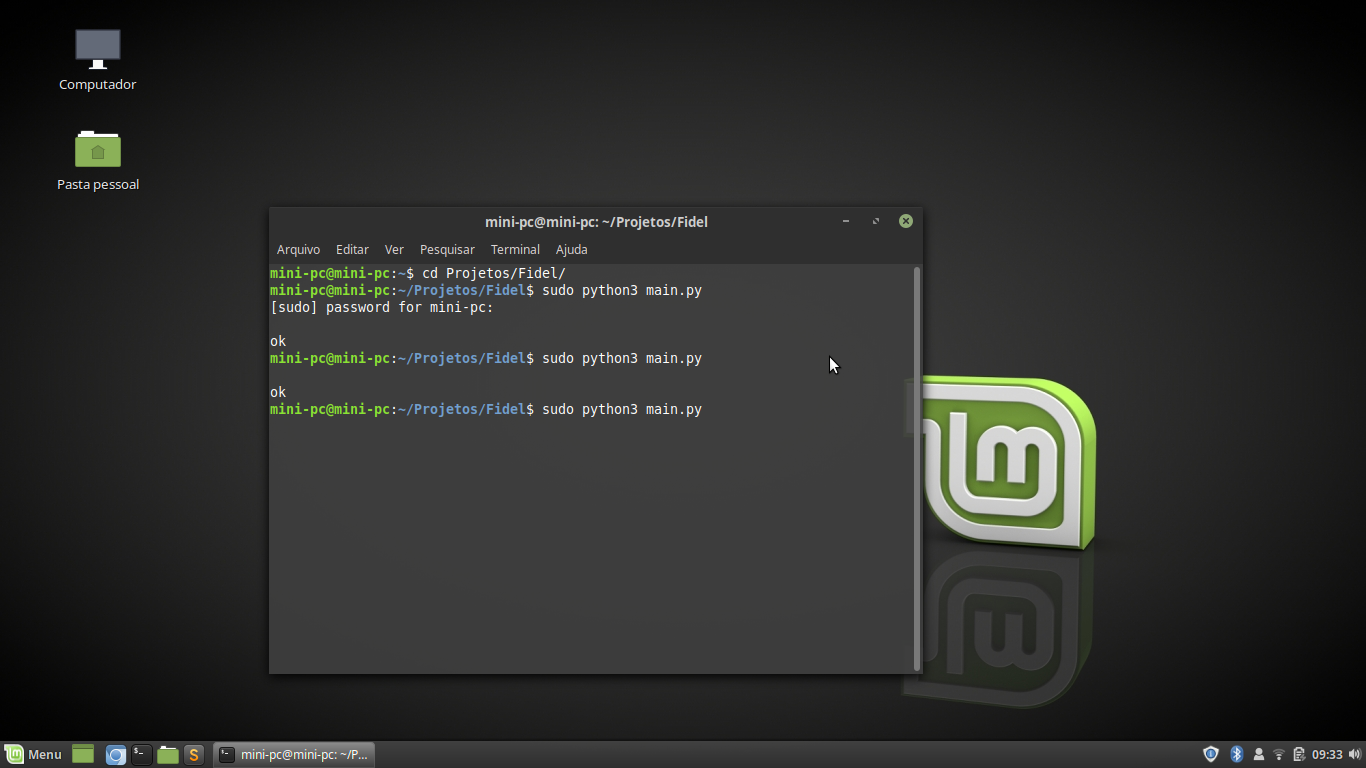 Computador
Pasta pessoal
mini-pc@mini-pc: ~/Projetos/Fidel
Arquivo Editar Ver Pesquisar Terminal Ajuda
mini-pc@mini-pc:~$ cd Projetos/Fidel/
mini-pc@mini-pc:~/Projetos/Fidel$ sudo python3 main.py
[sudo] password for mini-pc:
ok
mini-pc@mini-pc:~/Projetos/Fidel$ sudo python3 main.py
ok
mini-pc@mini-pc:~/Projetos/Fidel$ sudo python3 main.py
Menu
mini-pc@mini-pc: ~/P...
09:33